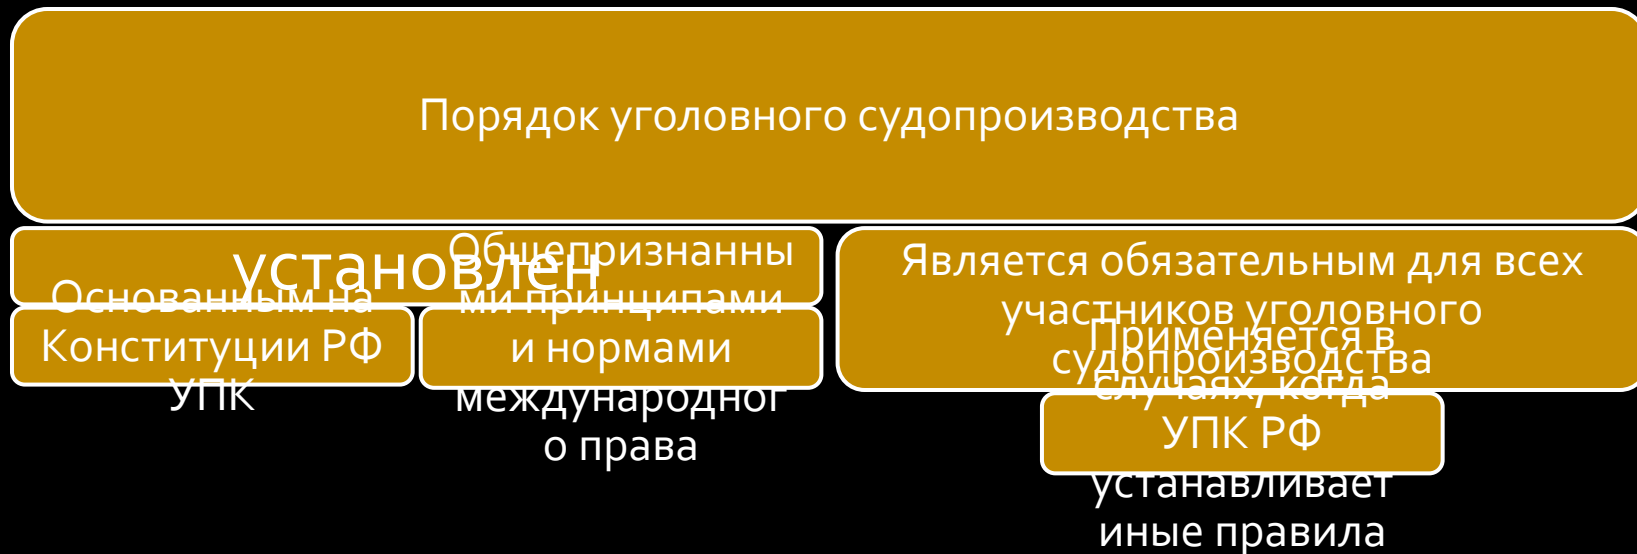 Порядок уголовного судопроизводства
установлен
Основанным на
Конституции РФ
УПК
Общепризнанны
ми принципами
и нормами
международног
о права
Является обязательным для всех
участников уголовного
судопроизводства
Применяется в
случаях, когда
УПК РФ
устанавливает
иные правила